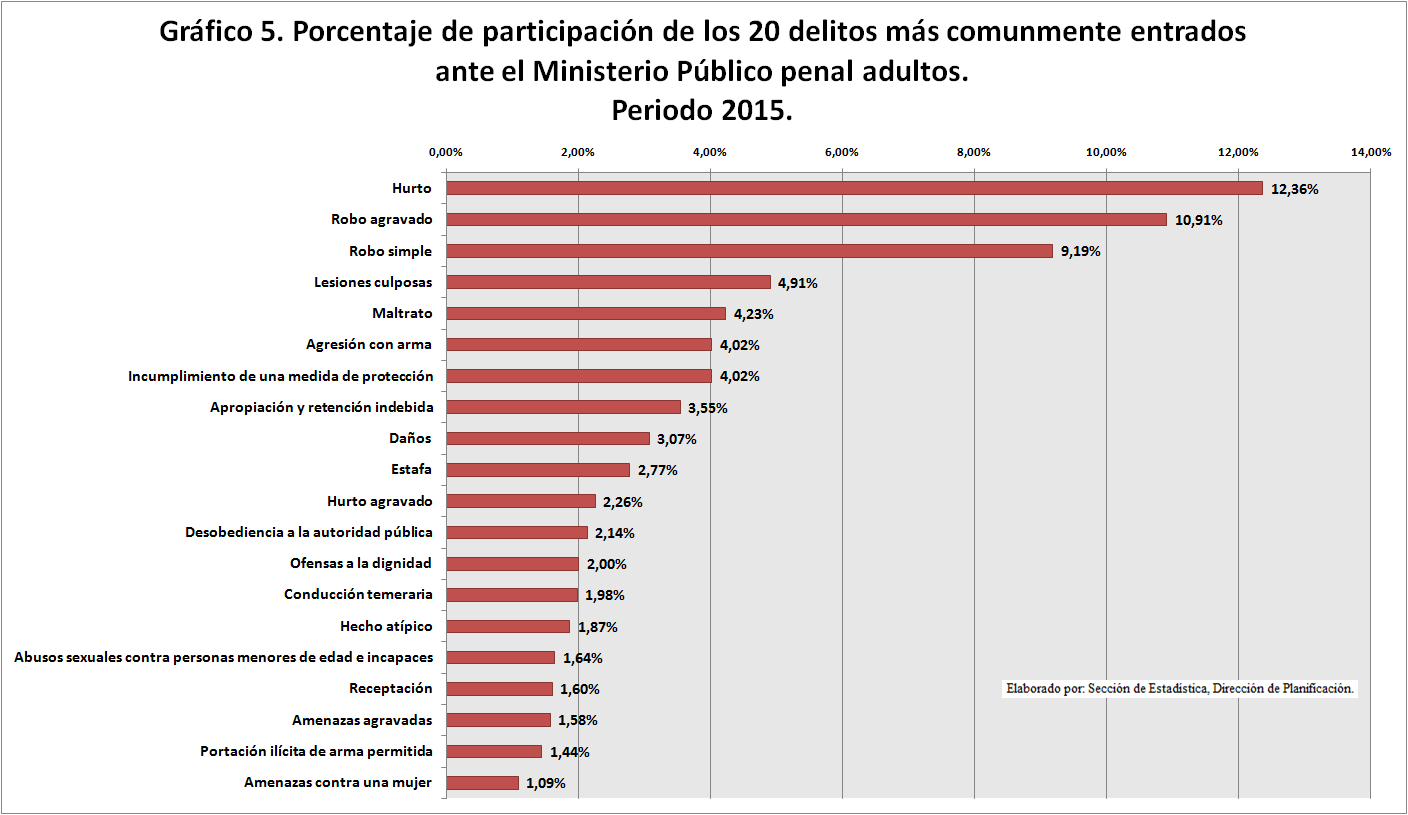 Gráfico 5. Porcentaje de participación de los 20 delitos más comunmente entrados
ante el Ministerio Público penal adultos.
Periodo 2015.
0,00% 2,00% 4,00% 6,00% 8,00% 10,00% 12,00% 14,00%
Hurto 12,36%
Robo agravado 10,91%
Robo simple 9,19%
Lesiones culposas 4,91%
Maltrato 4,23%
Agresión con arma 4,02%
Incumplimiento de una medida de protección 4,02%
Apropiación y retención indebida 3,55%
Daños 3,07%
Estafa 2,77%
Hurto agravado 2,26%
Desobediencia a la autoridad pública 2,14%
Ofensas a la dignidad 2,00%
Conducción temeraria 1,98%
Hecho atípico 1,87%
Abusos sexuales contra personas menores de edad e incapaces 1,64%
Receptación 1,60%
Elaborado por: Sección de Estadística, Dirección de Planificación.
Amenazas agravadas 1,58%
Portación ilícita de arma permitida 1,44%
Amenazas contra una mujer 1,09%